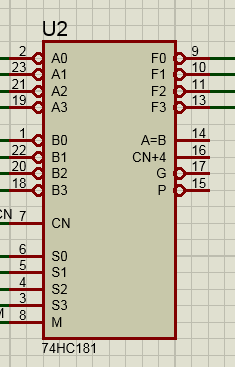 U2
2 A0 F0 9
23 A1 F1 10
21 A2 F2 11
19 A3 F3 13
1 B0 A=B 14
22 B1 CN+4 16
20 B2 G 17
18 B3 P 15
CN 7 CN
6 S0
5 S1
4 S2
3 S3
M 8 M
74HC181